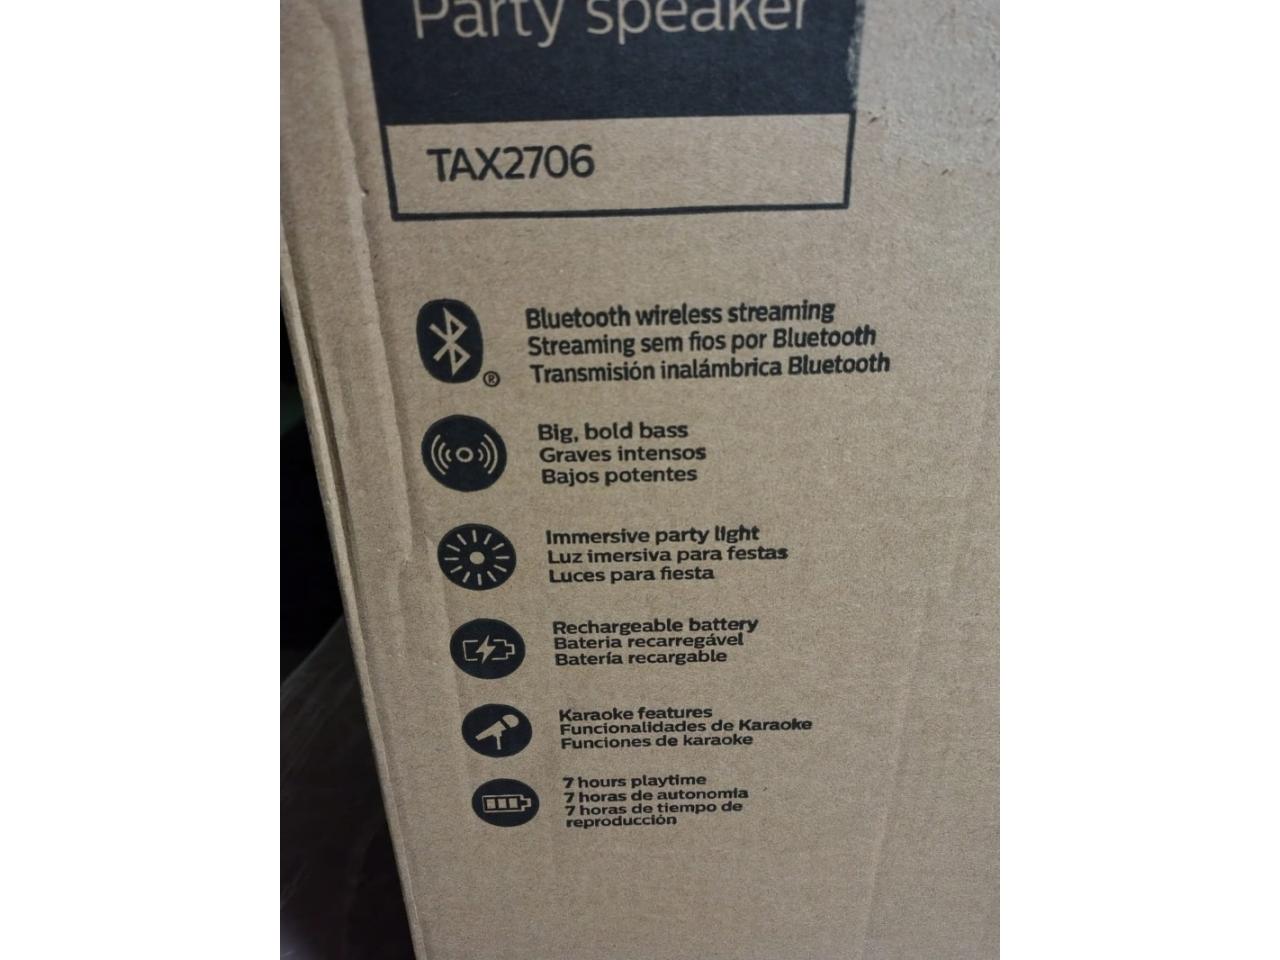 Party speaker
TAX2706
Bluetooth wireless streaming
Streaming sem fios por Bluetooth
Transmisión inalámbrica Bluetooth
®
Big, bold bass
Graves intensos
Bajos potentes
Immersive party light
Luz imersiva para festas
Luces para fiesta
Rechargeable battery
Bateria recarregável
Batería recargable
Karaoke features
Funcionalidades de Karaoke
Funciones de karaoke
7 hours playtime
7 horas de autonomia
7 horas de tiempo de
reproducción